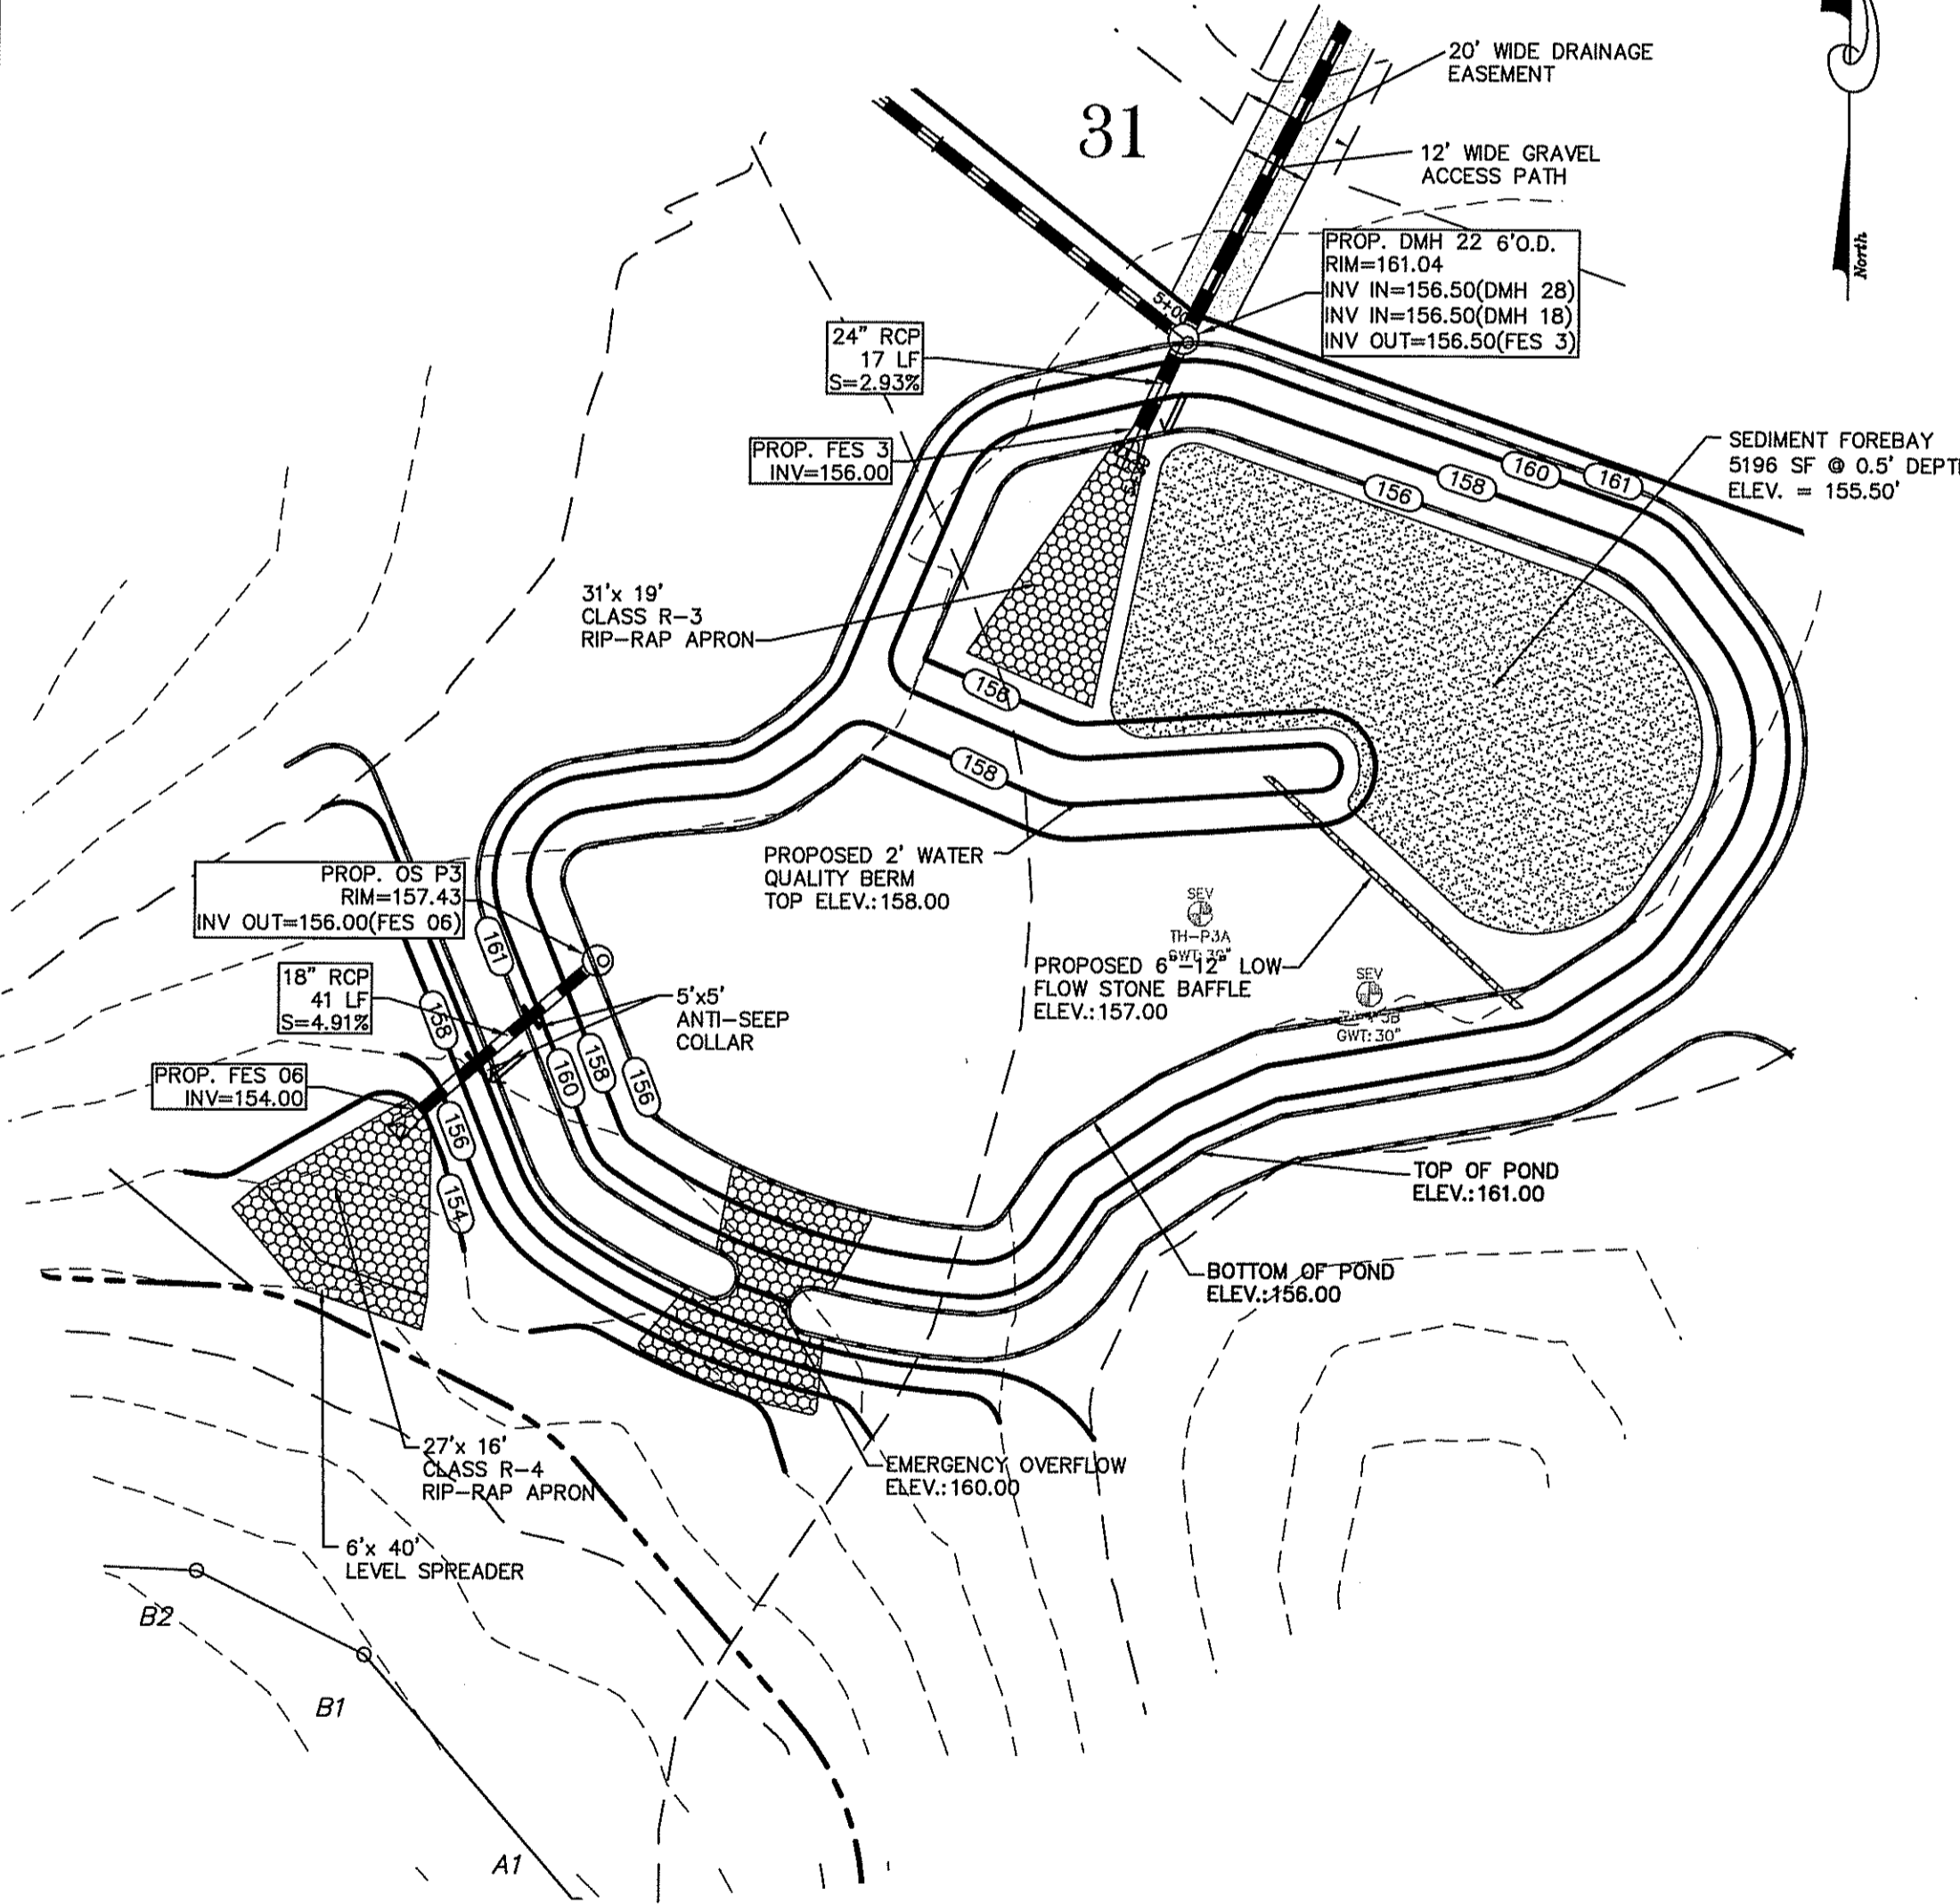 20' WIDE DRAINAGE
EASEMENT
31
12' WIDE GRAVEL
ACCESS PATH
North
PROP. DMH 22 6'O.D.
RIM=161.04
INV IN=156.50(DMH 28)
INV IN=156.50(DMH 18)
INV OUT=156.50(FES 3)
5+00
24" RCP
17 LF
S=2.93%
PROP. FES 3
INV=156.00
SEDIMENT FOREBAY
5196 SF @ 0.5' DEPT
ELEV. = 155.50'
156
158
160
161
31'x 19'
CLASS R-3
RIP-RAP APRON
156
158
PROPOSED 2' WATER
QUALITY BERM
TOP ELEV.:158.00
PROP. OS P3
RIM=157.43
INV OUT=156.00(FES 06)
SEV
TH-P3A
PROPOSED 6"-12" LOW
FLOW STONE BAFFLE
ELEV.:157.00
SEV
GWT: 30"
161
18" RCP
41 LF
S=4.91%
158
5'x5'
ANTI-SEEP
COLLAR
160
158
156
PROP. FES 06
INV=154.00
156
154
TOP OF POND
ELEV.:161.00
BOTTOM OF POND
ELEV.:156.00
27'x 16'
CLASS R-4
RIP-RAP APRON
EMERGENCY OVERFLOW
ELEV.:160.00
6'x 40'
LEVEL SPREADER
B2
B1
A1